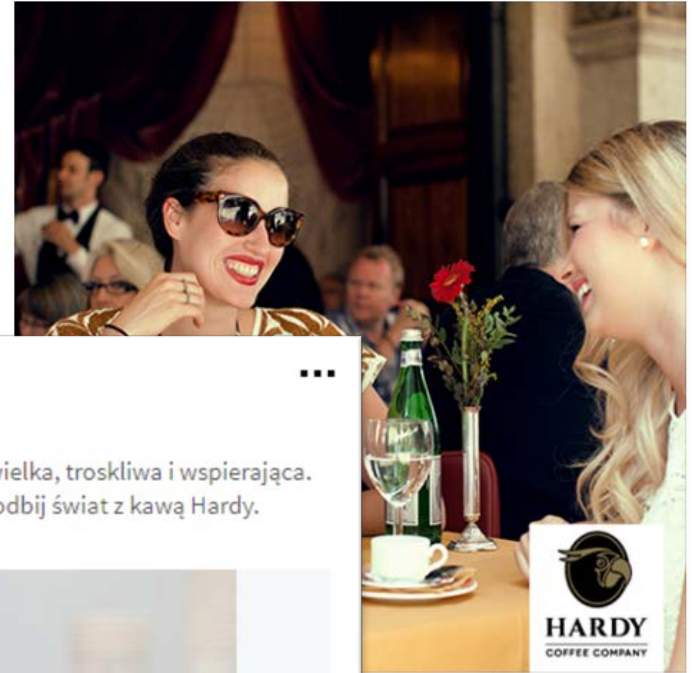 ...
ielka, troskliwa i wspierająca.
odbij świat z kawą Hardy.
HARDY
COFFEE COMPANY